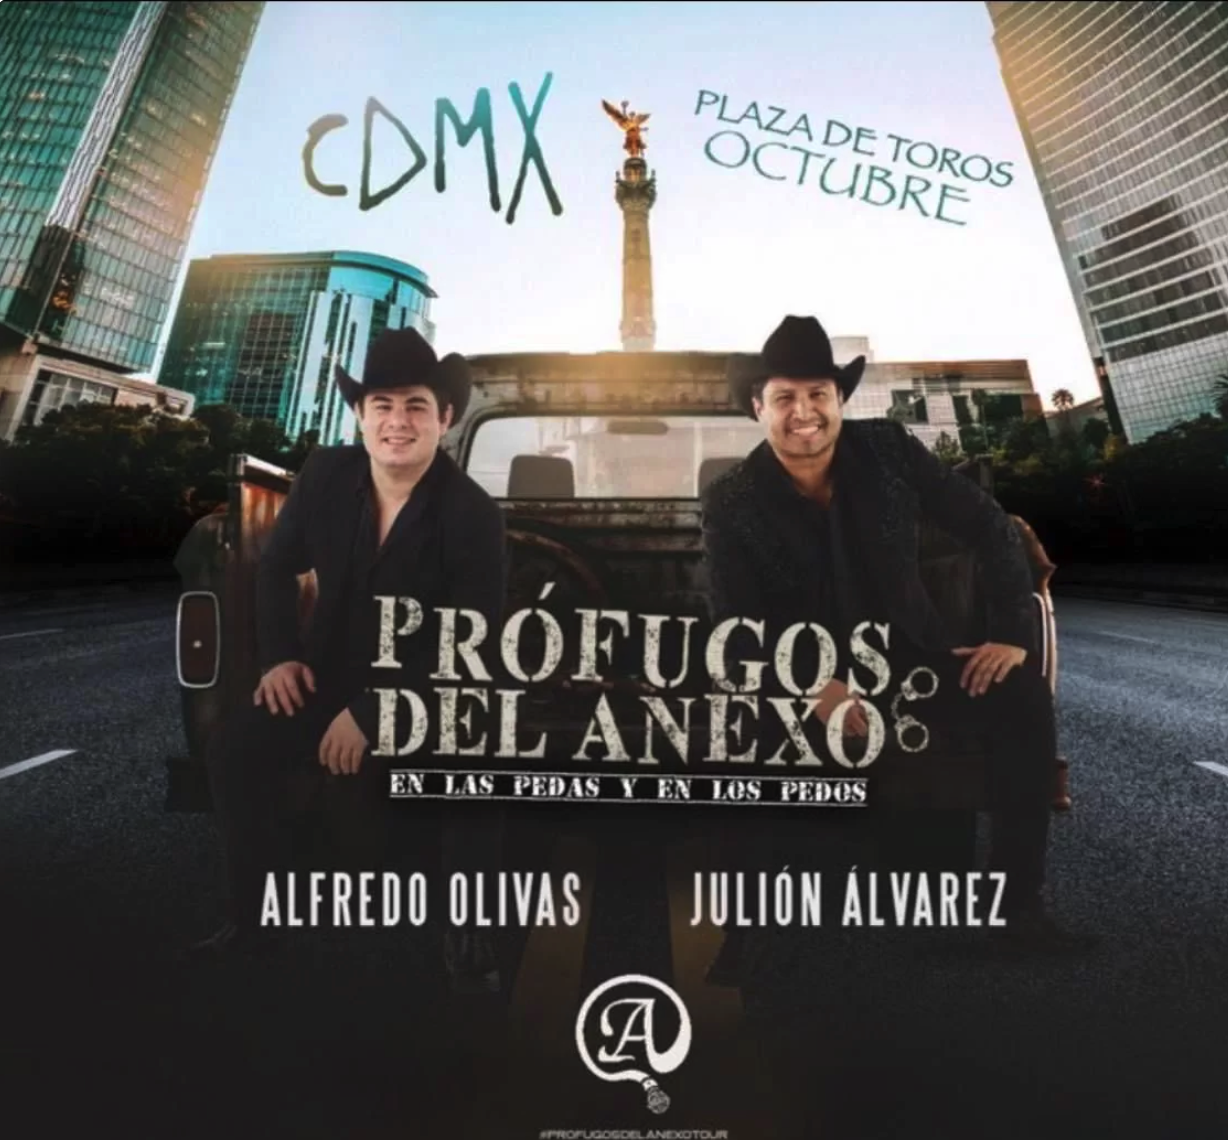 CDMX
PLAZA DE TOROS
OCTUBRE
PRÓFUGOS
DEL ANEXO
EN LAS PEDAS Y EN LOS PEDOS
ALFREDO OLIVAS
JULIÓN ÁLVAREZ
A
#PROFUGOSDELANEXOTOUR